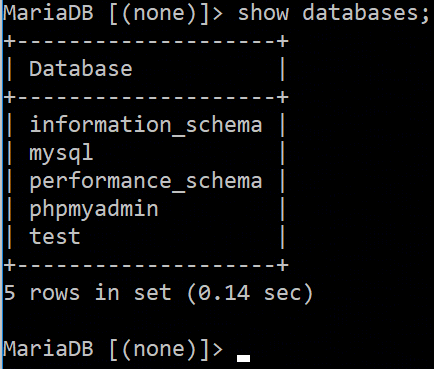 MariaDB [(none)]> show databases;
+--------------------+
| Database           |
+--------------------+
| information_schema |
| mysql              |
| performance_schema |
| phpmyadmin         |
| test               |
+--------------------+
5 rows in set (0.14 sec)
MariaDB [(none)]>